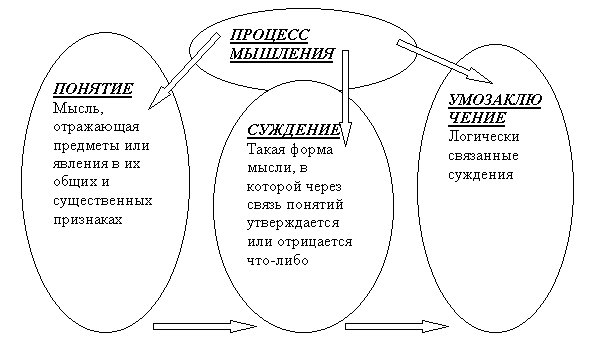 ПРОЦЕСС
МЫШЛЕНИЯ
ПОНЯТИЕ
Мысль,
отражающая
предметы или
явления в их
общих и
существенных
признаках
СУЖДЕНИЕ
Такая форма
мысли, в
которой через
связь понятий
утверждается
или отрицается
что-либо
УМОЗАКЛЮ
ЧЕНИЕ
Логически
связанные
суждения